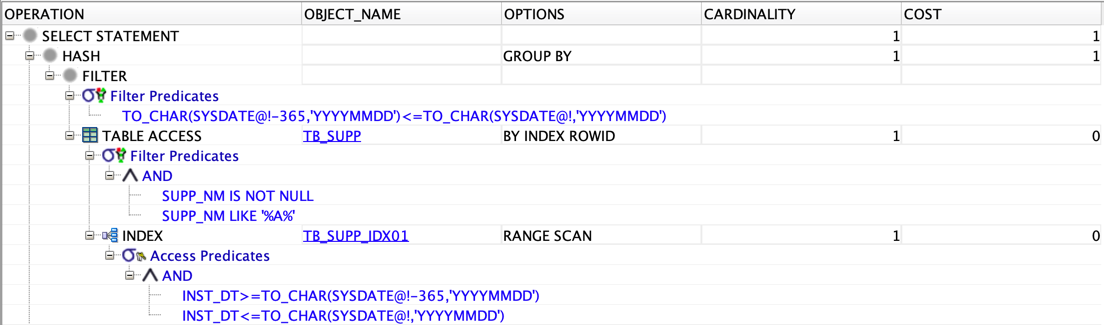 OPERATION OBJECT_NAME OPTIONS CARDINALITY COST
SELECT STATEMENT 1 1
HASH GROUP BY 1 1
FILTER
Filter Predicates
TO_CHAR(SYSDATE@!-365,'YYYYMMDD')<=TO_CHAR(SYSDATE@!,'YYYYMMDD')
TABLE ACCESS TB_SUPP BY INDEX ROWID 1 0
Filter Predicates
AND
SUPP_NM IS NOT NULL
SUPP_NM LIKE '%A%'
INDEX TB_SUPP_IDX01 RANGE SCAN 1 0
Access Predicates
AND
INST_DT>=TO_CHAR(SYSDATE@!-365,'YYYYMMDD')
INST_DT<=TO_CHAR(SYSDATE@!,'YYYYMMDD')